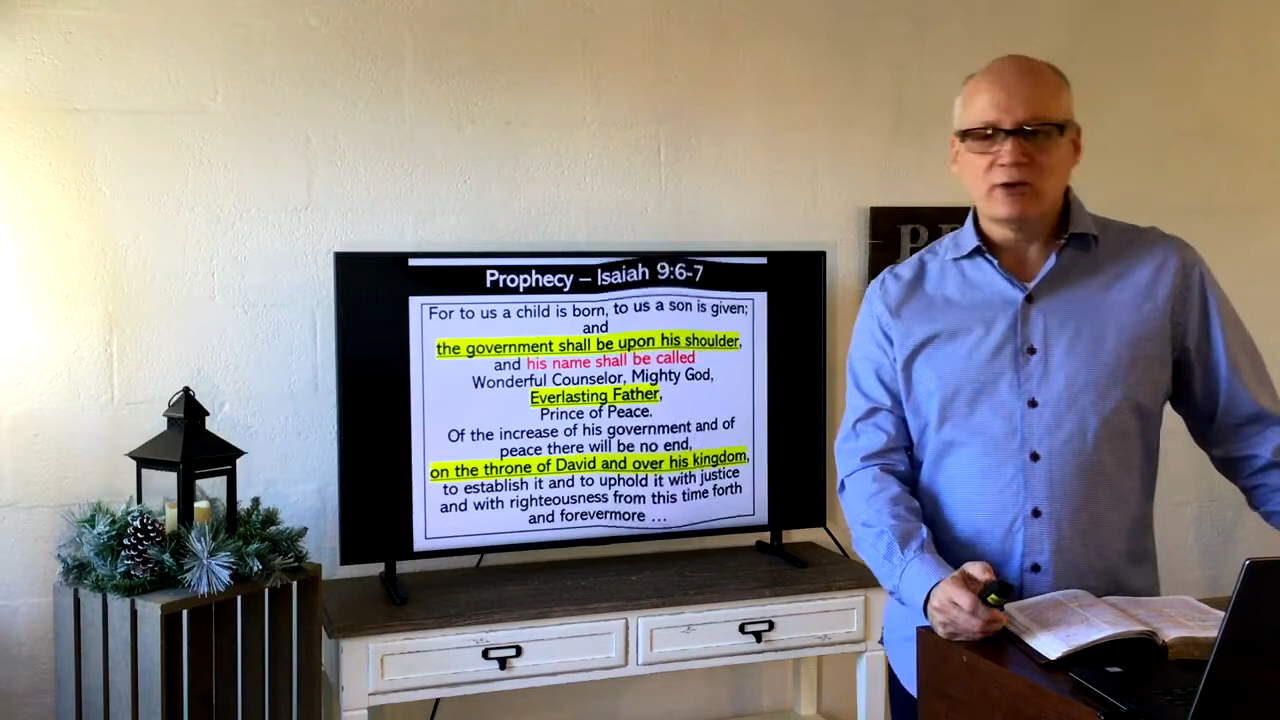 Prophecy – Isaiah 9:6-7
For to us a child is born, to us a son is given;
and
the government shall be upon his shoulder,
and his name shall be called
Wonderful Counselor, Mighty God,
Everlasting Father,
Prince of Peace.
Of the increase of his government and of
peace there will be no end,
on the throne of David and over his kingdom,
to establish it and to uphold it with justice
and with righteousness from this time forth
and forevermore ...